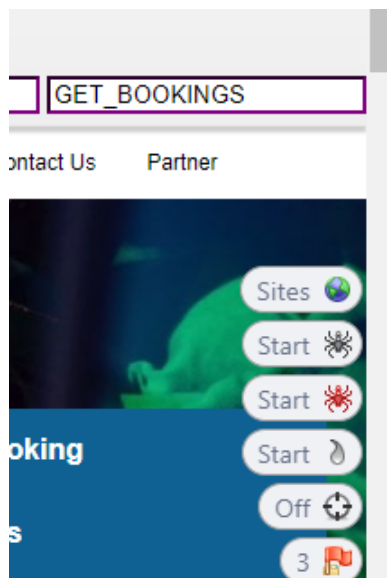 GET_BOOKINGS
ontact Us Partner
Sites
Start
Start
oking
Start
Off
s
3